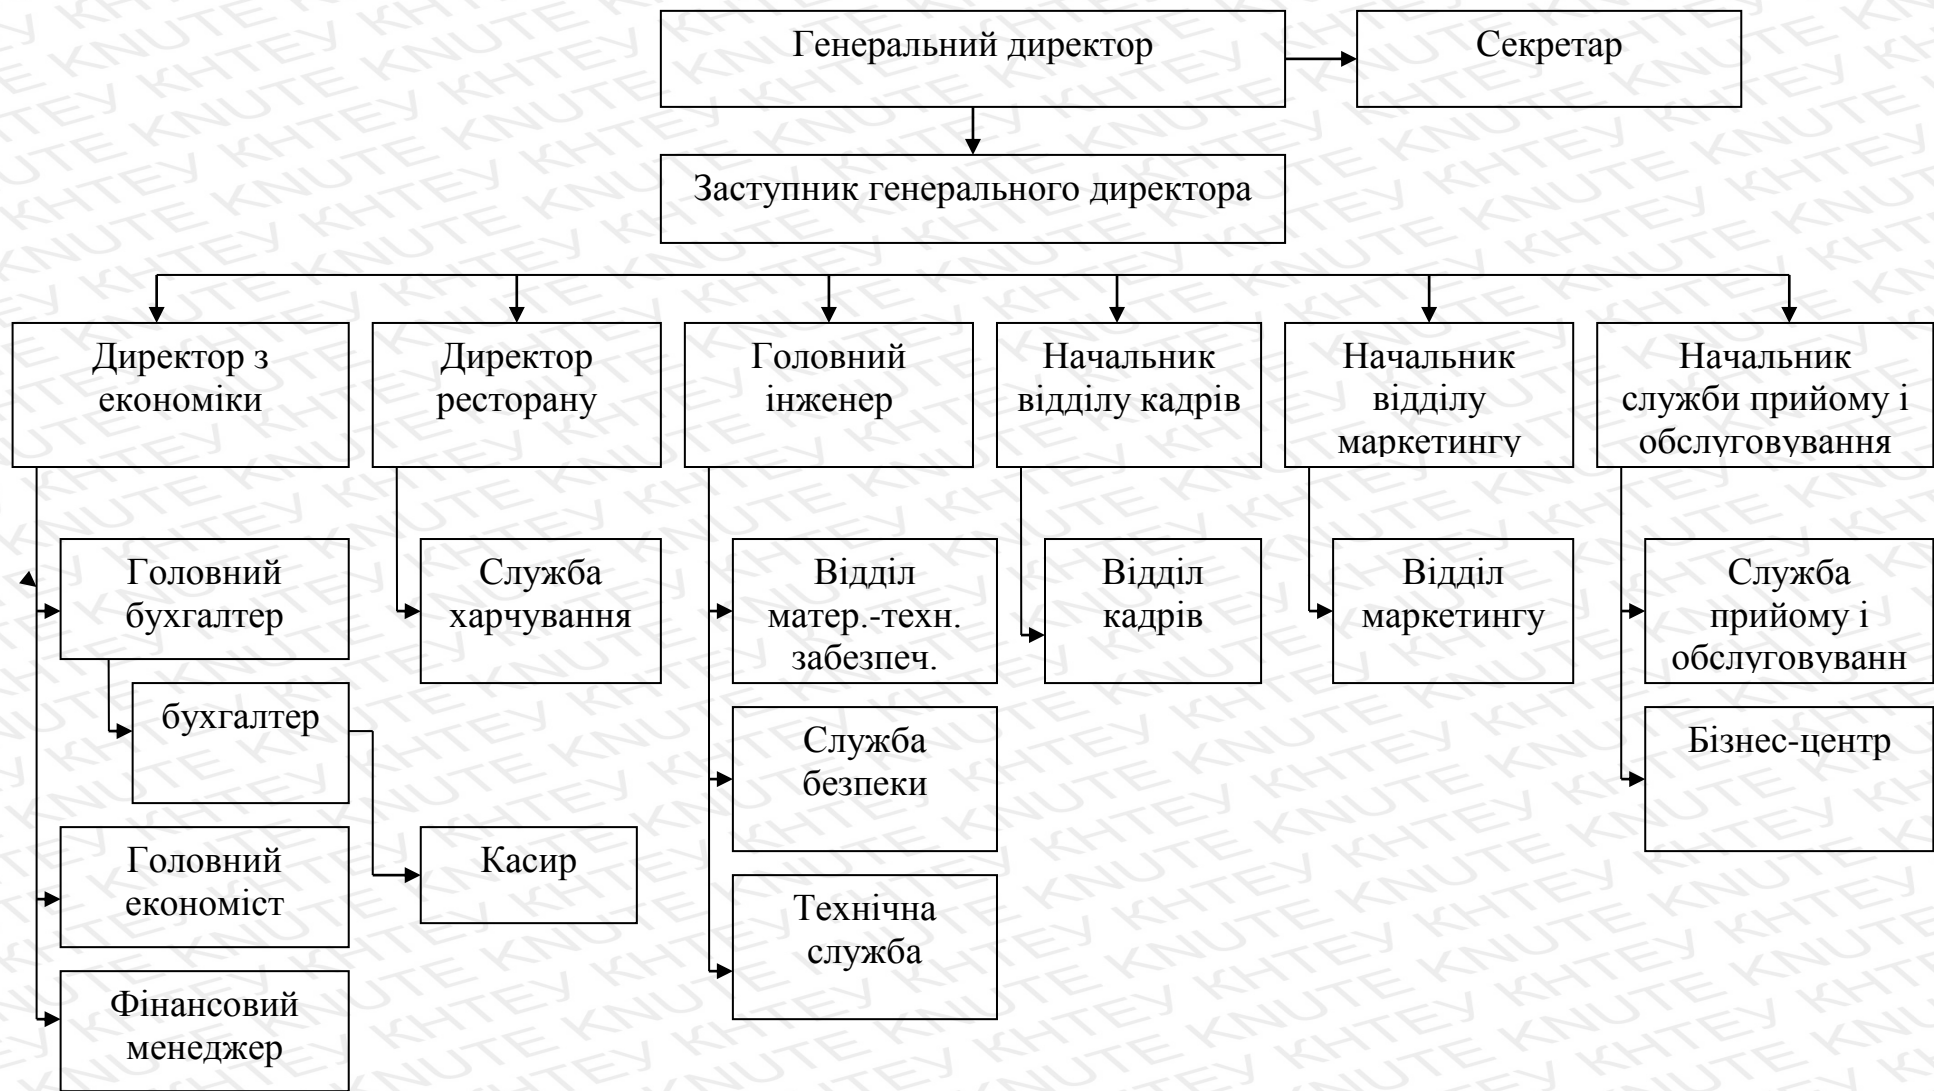 Генеральний директор
Секретар
Заступник генерального директора
Директор з
економіки
Директор
ресторану
Головний
інженер
Начальник
відділу кадрів
Начальник
відділу
маркетингу
Начальник
служби прийому і
обслуговування
Головний
бухгалтер
Служба
харчування
Відділ
матер.-техн.
забезпеч.
Відділ
кадрів
Відділ
маркетингу
Служба
прийому і
обслуговуванн
бухгалтер
Служба
безпеки
Бізнес-центр
Головний
економіст
Касир
Технічна
служба
Фінансовий
менеджер